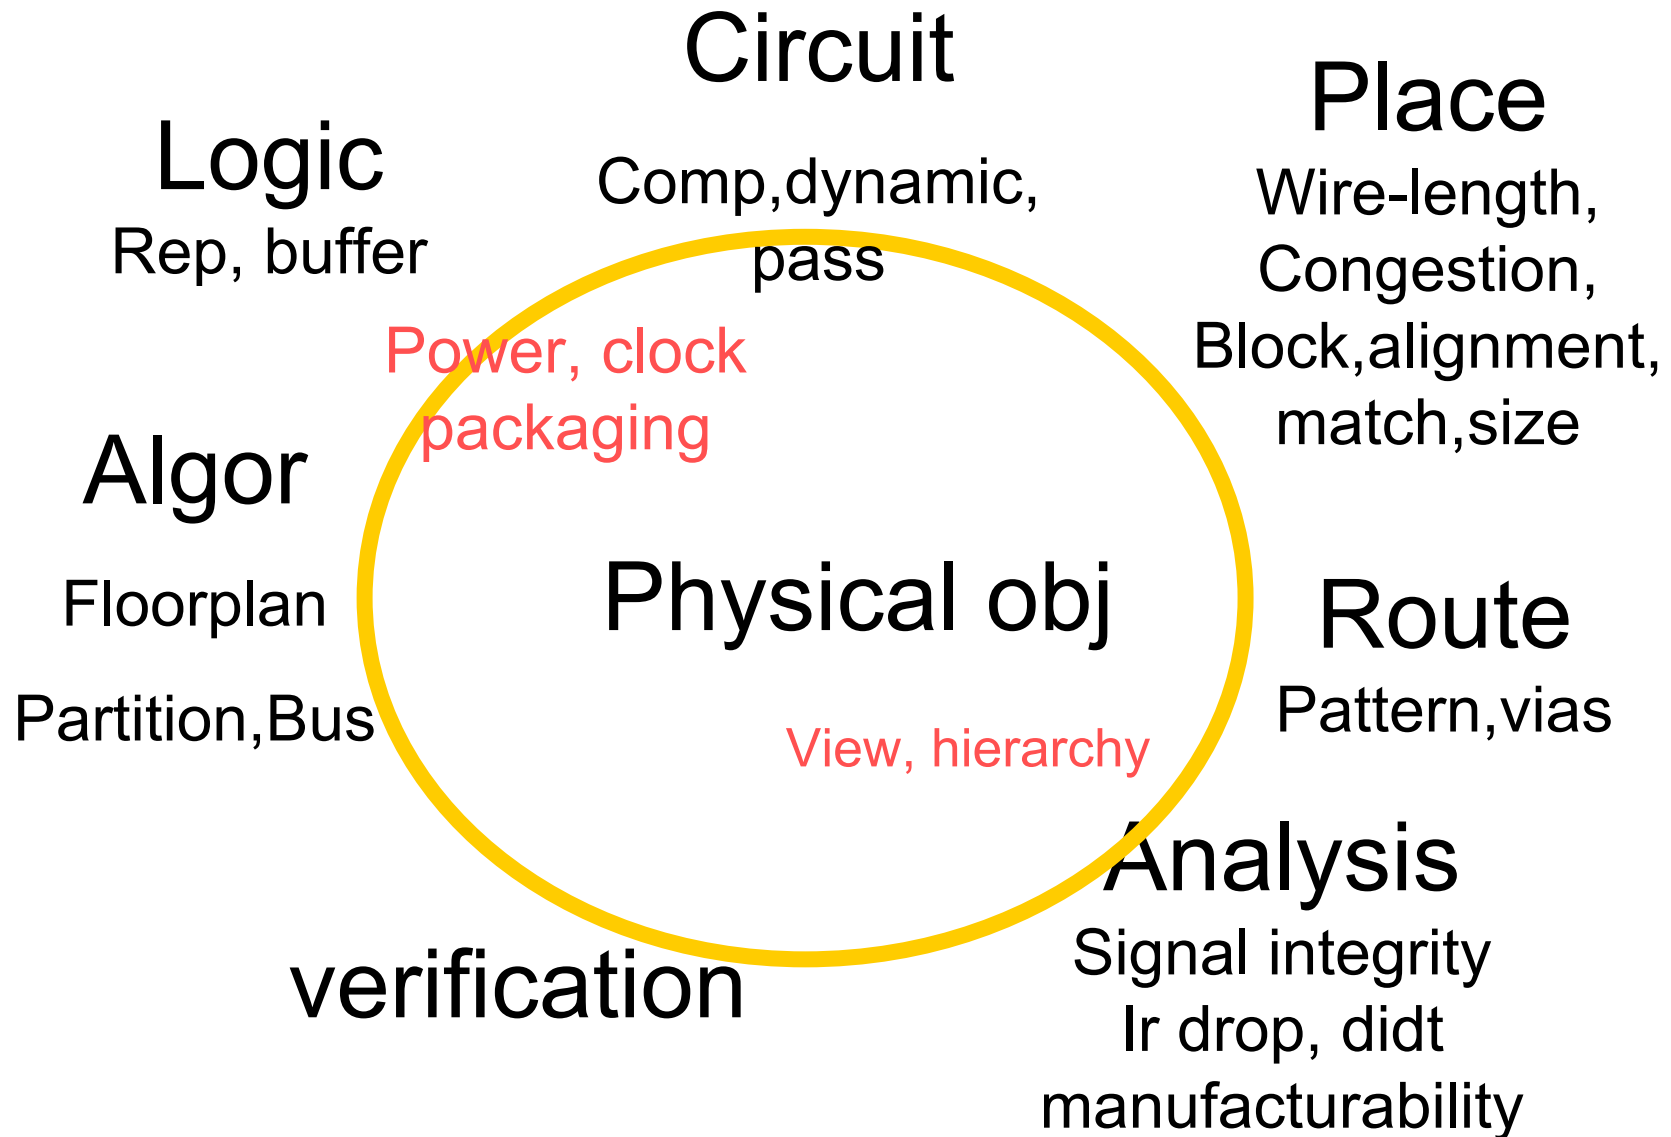 Circuit
Comp,dynamic,
pass
Place
Wire-length,
Congestion,
Block,alignment,
match,size
Logic
Rep, buffer
Power, clock
packaging
Algor
Floorplan
Partition,Bus
Physical obj
View, hierarchy
Route
Pattern,vias
Analysis
Signal integrity
Ir drop, didt
manufacturability
verification